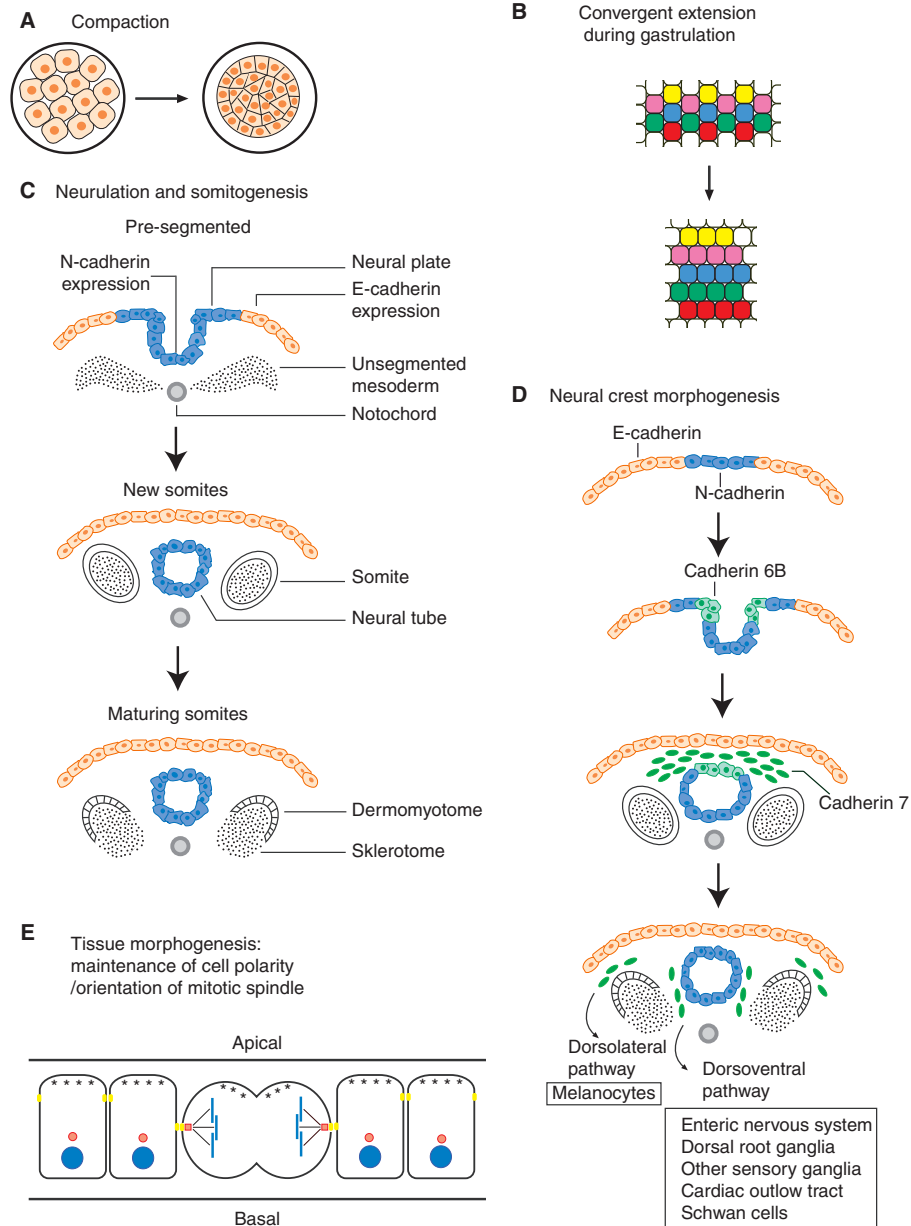 A Compaction
B Convergent extension
during gastrulation
C Neurulation and somitogenesis
Pre-segmented
N-cadherin
expression
Neural plate
E-cadherin
expression
Unsegmented
mesoderm
Notochord
New somites
Somite
Neural tube
Maturing somites
Dermomyotome
Sklerotome
D Neural crest morphogenesis
E-cadherin
N-cadherin
Cadherin 6B
Cadherin 7
Dorsolateral
pathway
Melanocytes
Dorsoventral
pathway
Enteric nervous system
Dorsal root ganglia
Other sensory ganglia
Cardiac outlow tract
Schwan cells
E Tissue morphogenesis:
maintenance of cell polarity
/orientation of mitotic spindle
Apical
* * * * * * * * * * * * * * * * * * * * * *
Basal